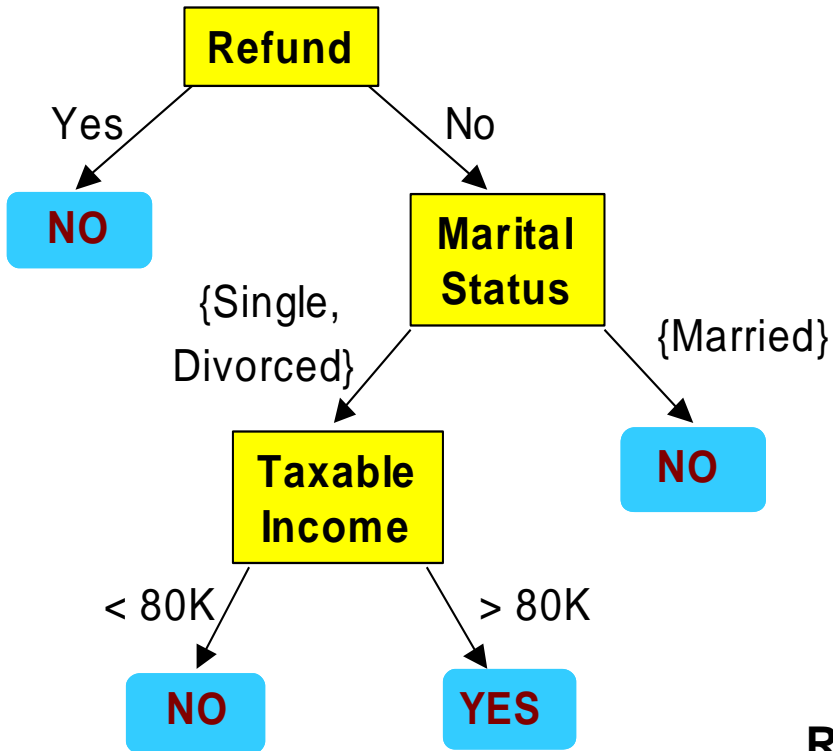 Refund
Yes
No
NO
Marital
Status
{Single,
Divorced}
{Married}
Taxable
Income
NO
< 80K
> 80K
NO
YES